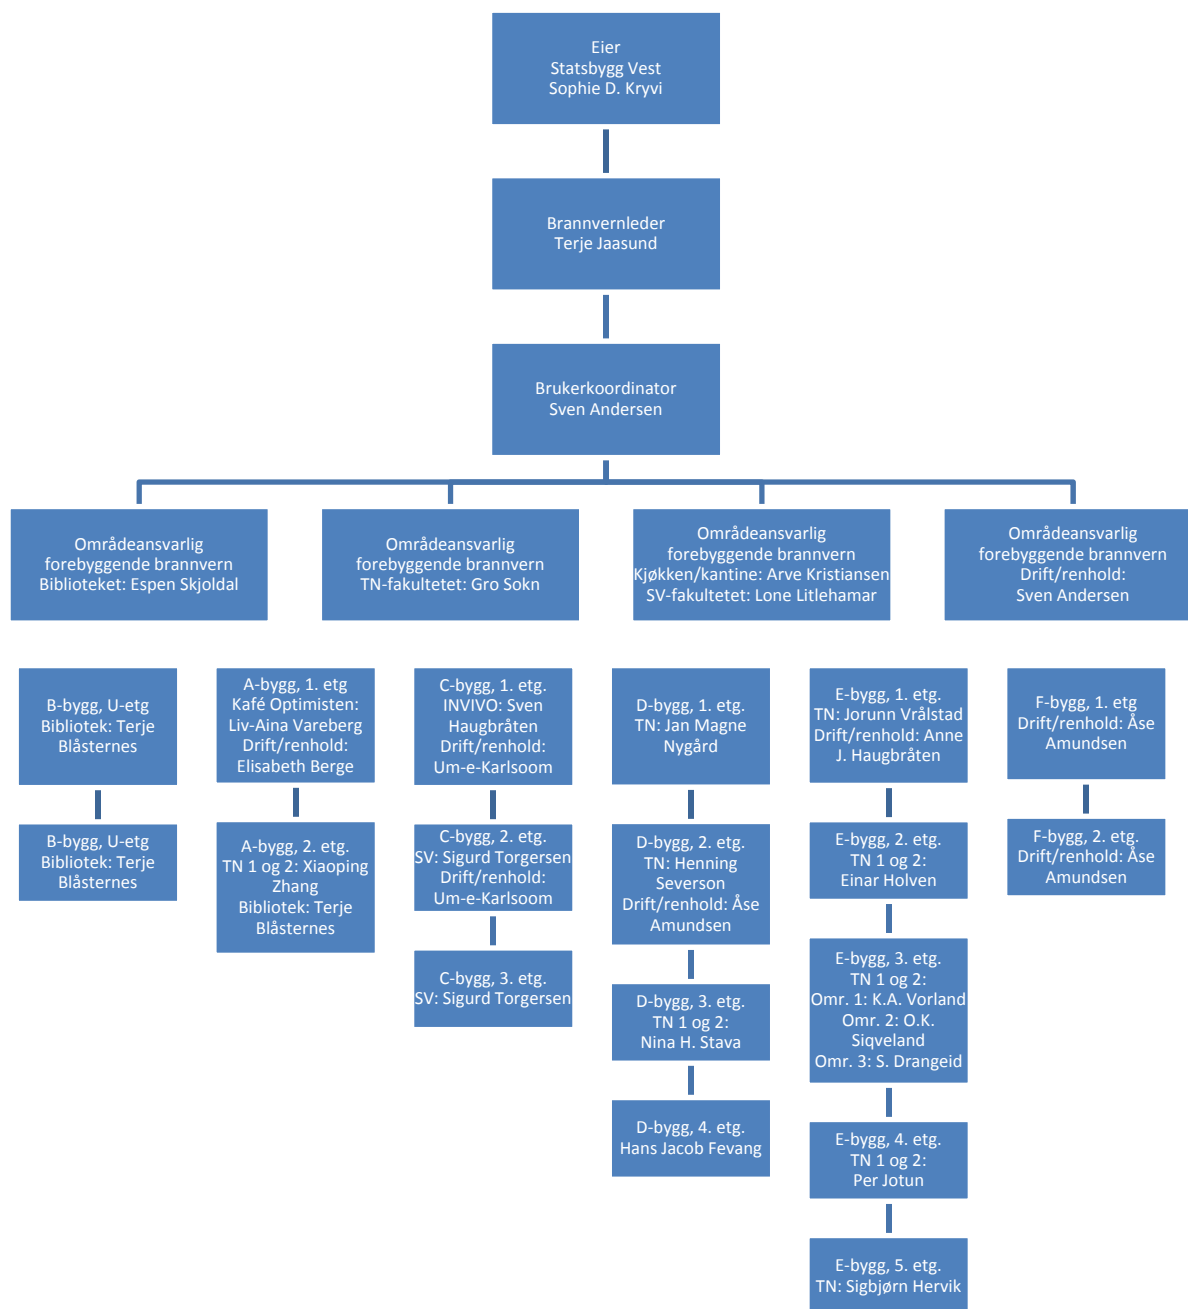 Eier
Statsbygg Vest
Sophie D. Kryvi
Brannvernleder
Terje Jaasund
Brukerkoordinator
Sven Andersen
Områdeansvarlig
forebyggende brannvern
Biblioteket: Espen Skjoldal
Områdeansvarlig
forebyggende brannvern
TN-fakultetet: Gro Sokn
Områdeansvarlig
forebyggende brannvern
Kjøkken/kantine: Arve Kristiansen
SV-fakultetet: Lone Litlehamar
Områdeansvarlig
forebyggende brannvern
Drift/renhold:
Sven Andersen
B-bygg, U-etg
Bibliotek: Terje
Blåsternes
B-bygg, U-etg
Bibliotek: Terje
Blåsternes
A-bygg, 1. etg
Kafé Optimisten:
Liv-Aina Vareberg
Drift/renhold:
Elisabeth Berge
A-bygg, 2. etg.
TN 1 og 2: Xiaoping
Zhang
Bibliotek: Terje
Blåsternes
C-bygg, 1. etg.
INVIVO: Sven
Haugbråten
Drift/renhold:
Um-e-Karlsoom
C-bygg, 2. etg.
SV: Sigurd Torgersen
Drift/renhold:
Um-e-Karlsoom
C-bygg, 3. etg.
SV: Sigurd Torgersen
D-bygg, 1. etg.
TN: Jan Magne
Nygård
D-bygg, 2. etg.
TN: Henning
Severson
Drift/renhold: Åse
Amundsen
D-bygg, 3. etg.
TN 1 og 2:
Nina H. Stava
D-bygg, 4. etg.
Hans Jacob Fevang
E-bygg, 1. etg.
TN: Jorunn Vrålstad
Drift/renhold: Anne
J. Haugbråten
E-bygg, 2. etg.
TN 1 og 2:
Einar Holven
E-bygg, 3. etg.
TN 1 og 2:
Omr. 1: K.A. Vorland
Omr. 2: O.K.
Siqveland
Omr. 3: S. Drangeid
E-bygg, 4. etg.
TN 1 og 2:
Per Jotun
E-bygg, 5. etg.
TN: Sigbjørn Hervik
F-bygg, 1. etg
Drift/renhold: Åse
Amundsen
F-bygg, 2. etg.
Drift/renhold: Åse
Amundsen